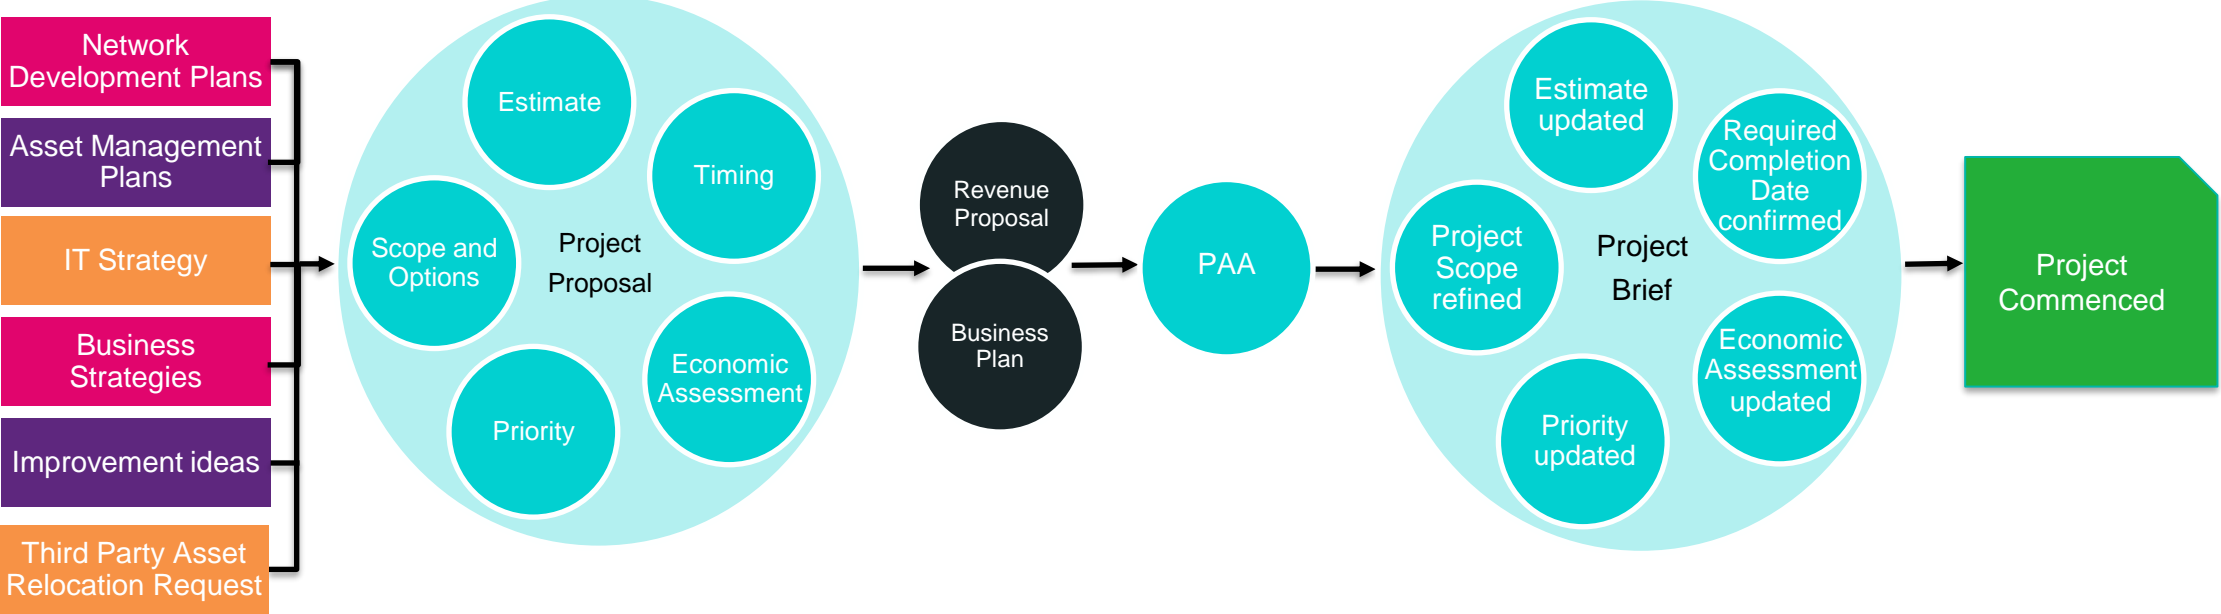 Network
Development Plans
Asset Management
Plans
IT Strategy
Business
Strategies
Improvement ideas
Third Party Asset
Relocation Request
Estimate
Timing
Scope and
Options
Project
Proposal
Economic
Assessment
Priority
Revenue
Proposal
Business
Plan
PAA
Estimate
updated
Required
Completion
Date
confirmed
Project
Scope
refined
Project
Brief
Economic
Assessment
updated
Priority
updated
Project
Commenced